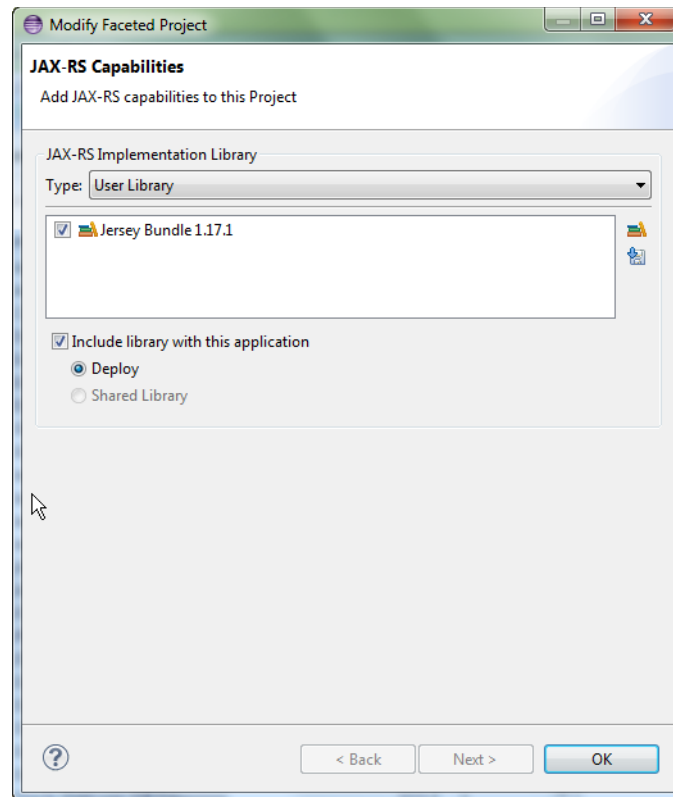 Modify Faceted Project
JAX-RS Capabilities
Add JAX-RS capabilities to this Project
JAX-RS Implementation Library
Type: User Library
Jersey Bundle 1.17.1
Include library with this application
Deploy
Shared Library
? < Back Next > OK